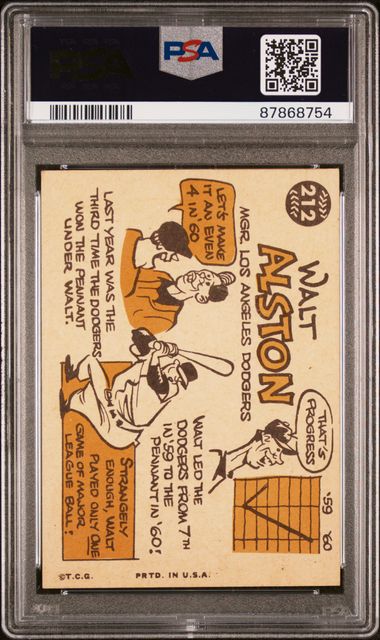 PSA
87868754
212
WALT
ALSTON
MGR. LOS ANGELES DODGERS
LET'S MAKE
IT AN EVEN
4 IN '60
LAST YEAR WAS THE
THIRD TIME THE DODGERS
WON THE PENNANT
UNDER WALT.
THAT'S
PROGRESS
'59 '60
WALT LED THE
DODGERS FROM 7TH
IN '59 TO THE
PENNANT IN '60!
STRANGELY
ENOUGH, WALT
PLAYED ONLY ONE
GAME OF MAJOR
LEAGUE BALL!
©T.C.G. PRTD. IN U.S.A.